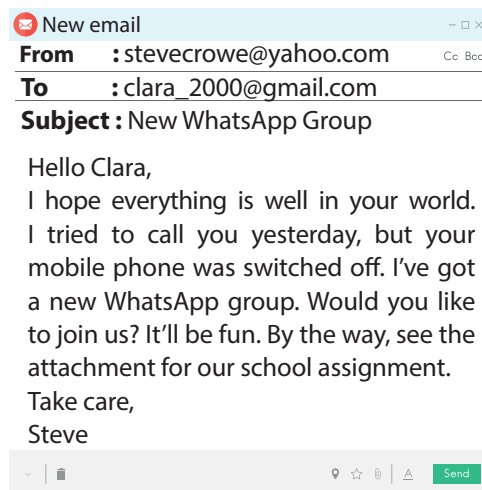 New email
From : stevecrowe@yahoo.com Cc Bcc
To : clara_2000@gmail.com
Subject : New WhatsApp Group
Hello Clara,
I hope everything is well in your world.
I tried to call you yesterday, but your
mobile phone was switched off. I've got
a new WhatsApp group. Would you like
to join us? It'll be fun. By the way, see the
attachment for our school assignment.
Take care,
Steve
A Send